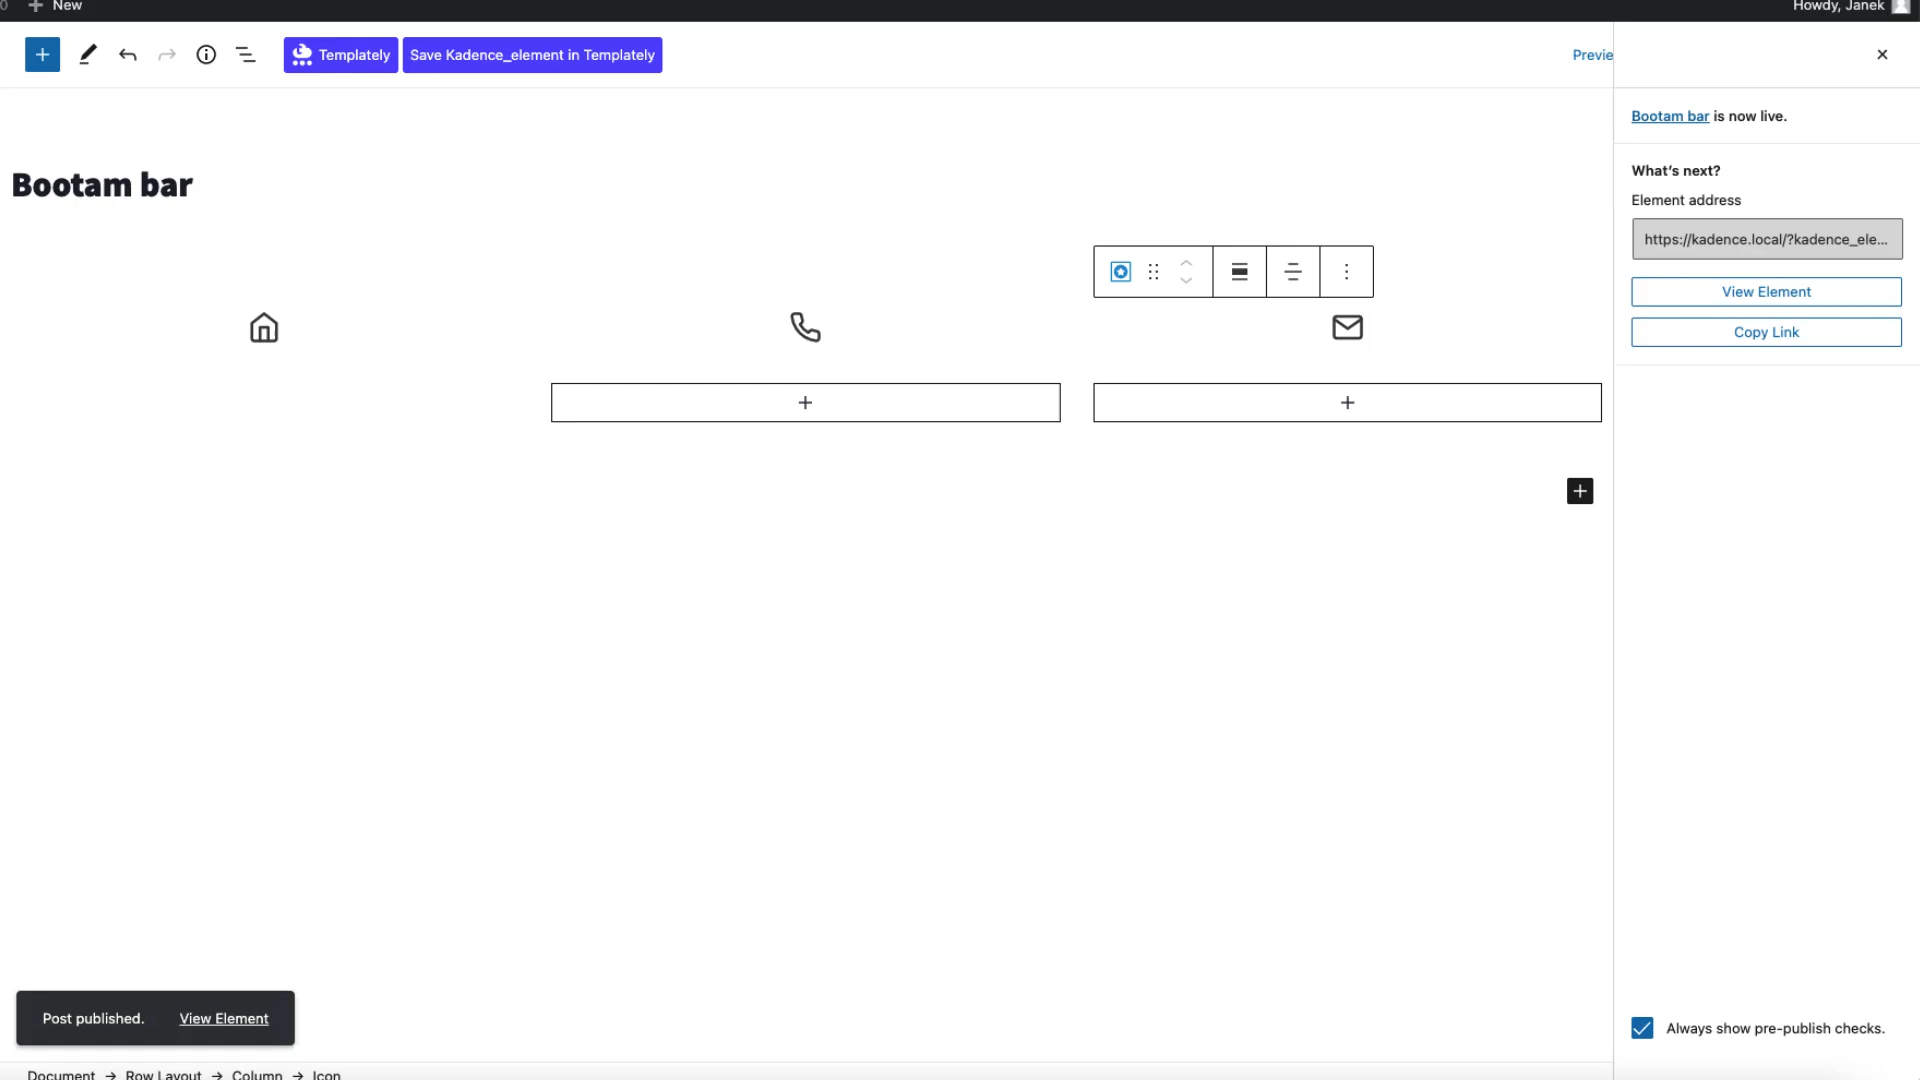 New
Howdy, Janek
Templately
Save Kadence_element in Templately
Previe
Bootam bar is now live.
What's next?
Element address
https://kadence.local/?kadence_ele...
View Element
Copy Link
Bootam bar
Post published.
View Element
Always show pre-publish checks.
Document → Row Layout → Column → Icon